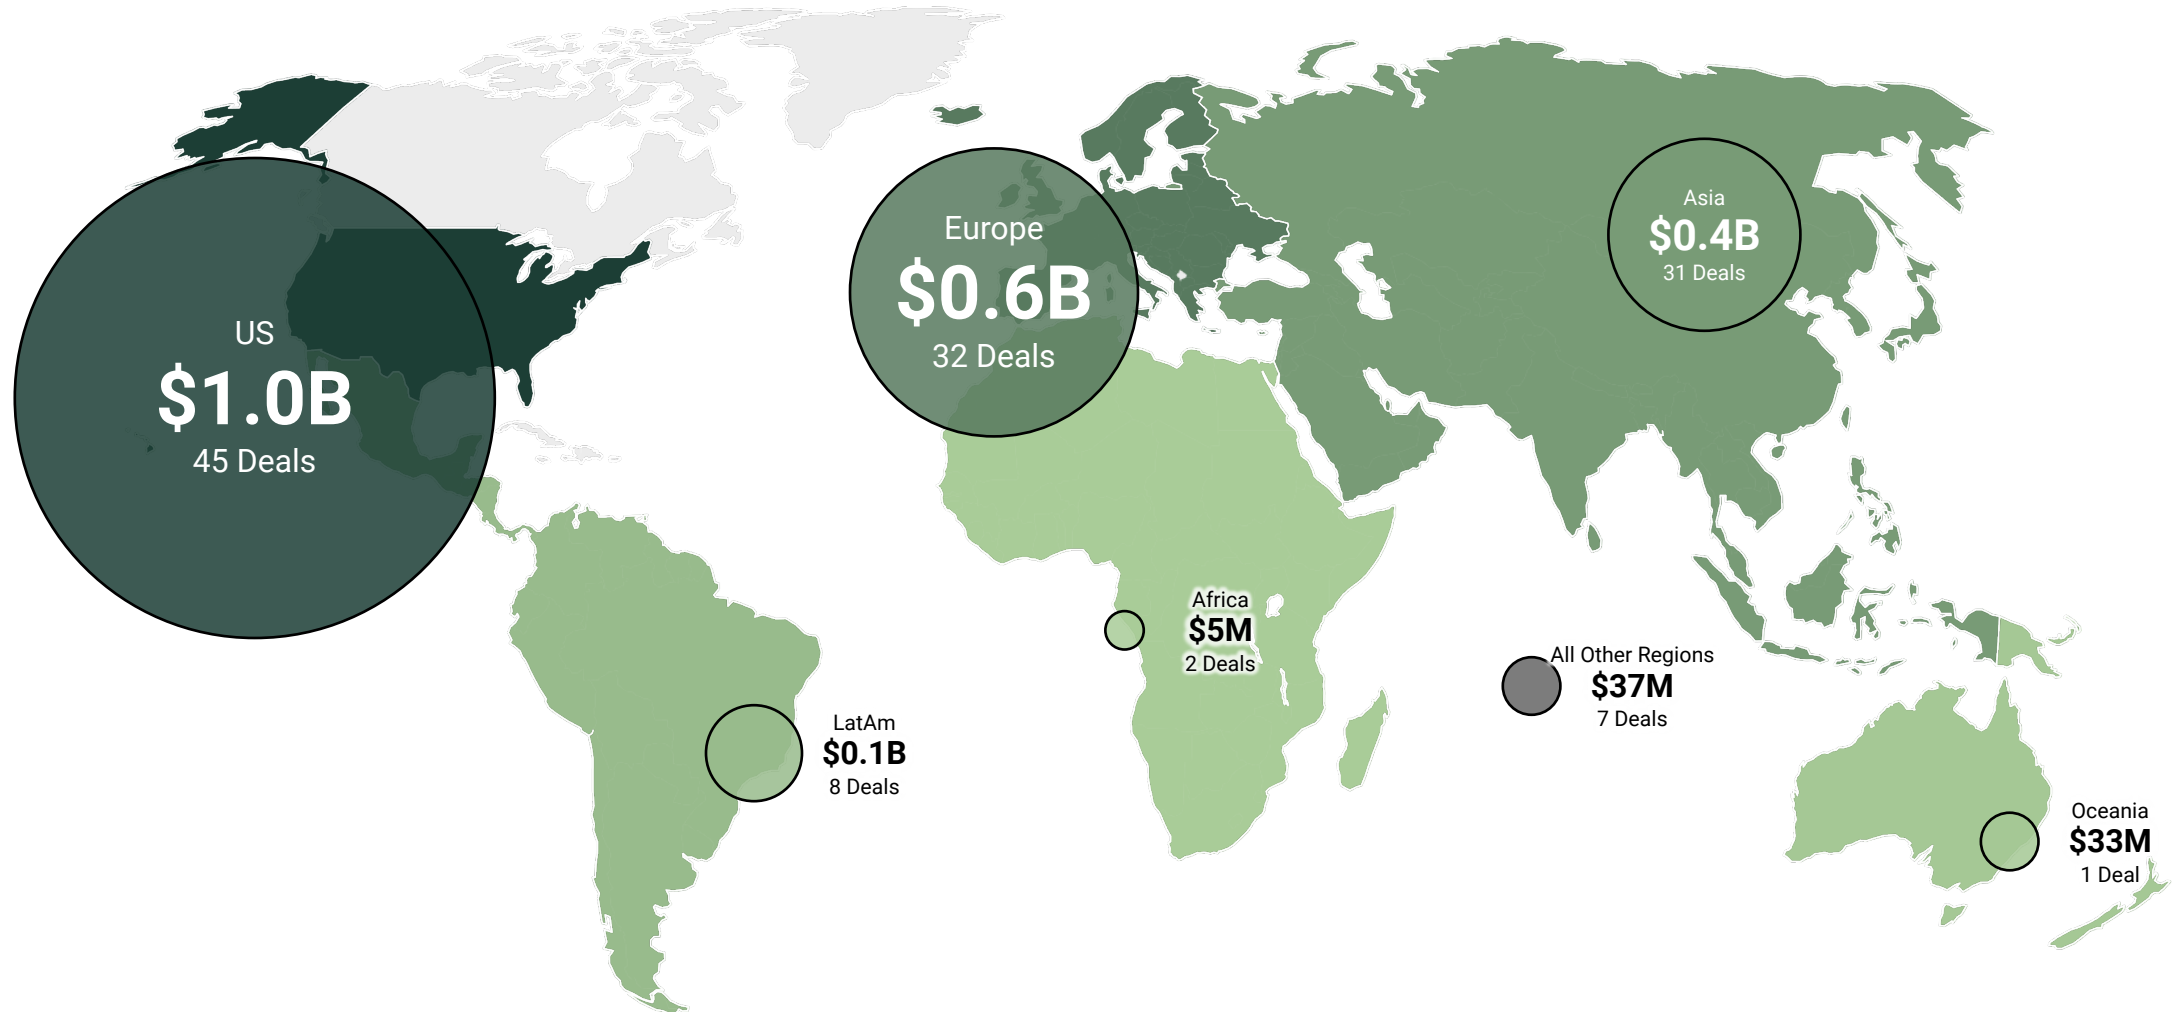 US
$1.0B
45 Deals
Europe
$0.6B
32 Deals
Asia
$0.4B
31 Deals
Africa
$5M
2 Deals
All Other Regions
$37M
7 Deals
LatAm
$0.1B
8 Deals
Oceania
$33M
1 Deal